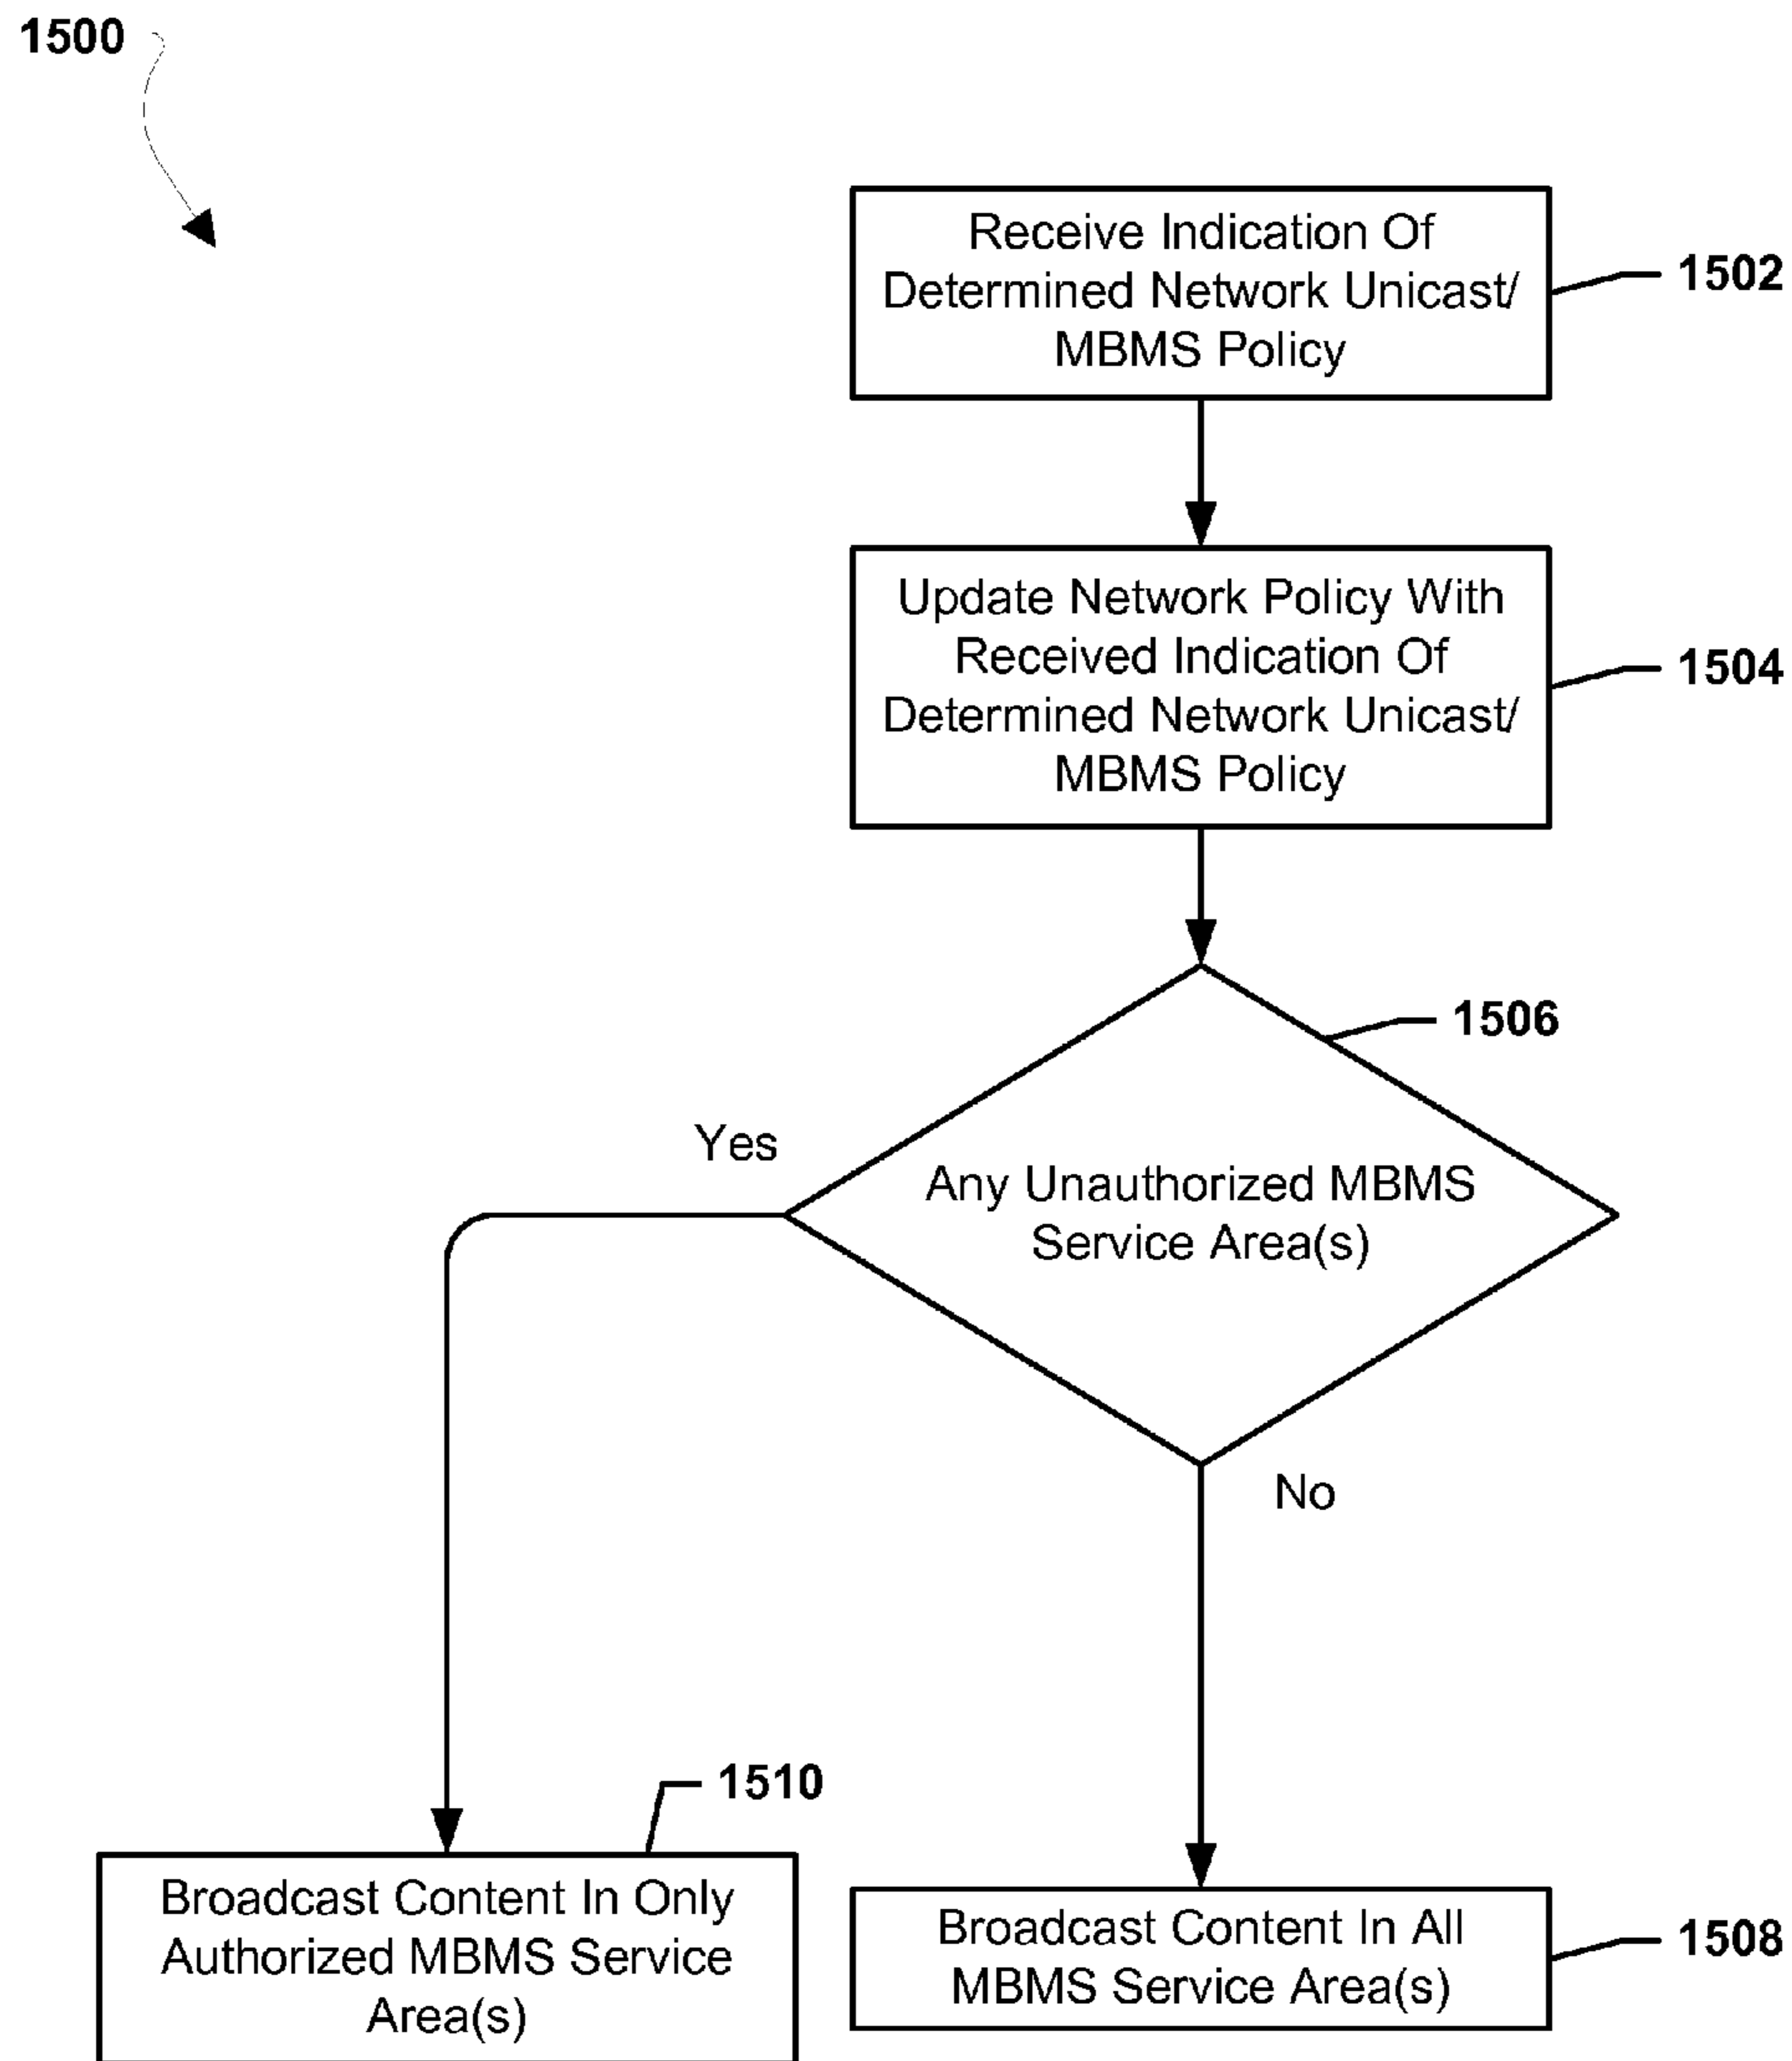 1500
Receive Indication Of
Determined Network Unicast/
MBMS Policy
1502
Update Network Policy With
Received Indication Of
Determined Network Unicast/
MBMS Policy
1504
1506
Yes
Any Unauthorized MBMS
Service Area(s)
No
1510
Broadcast Content In Only
Authorized MBMS Service
Area(s)
Broadcast Content In All
MBMS Service Area(s)
1508